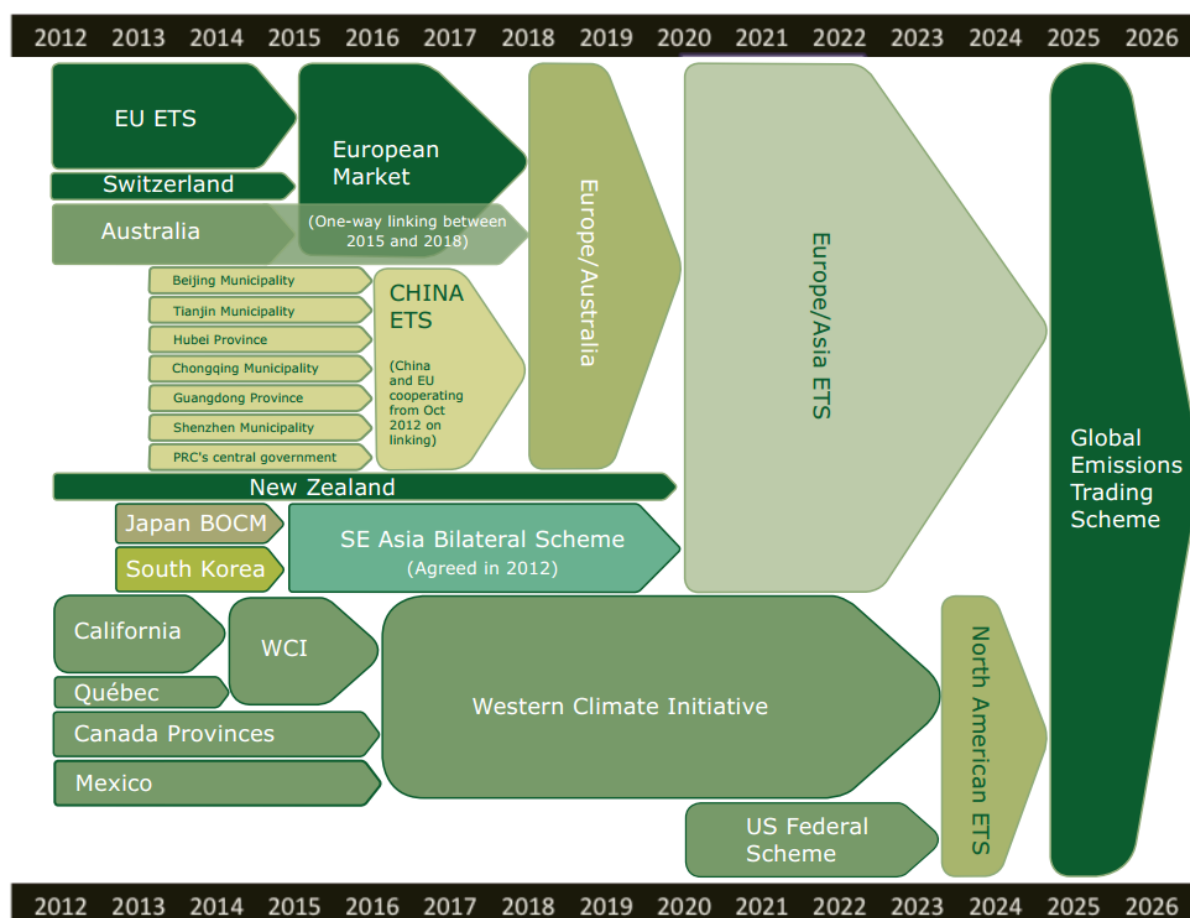 2012 2013 2014 2015 2016 2017 2018 2019 2020 2021 2022 2023 2024 2025 2026
EU ETS
Switzerland
Australia
European
Market
(One-way linking between
2015 and 2018)
Beijing Municipality
Tianjin Municipality
Hubei Province
Chongqing Municipality
Guangdong Province
Shenzhen Municipality
PRC's central government
CHINA
ETS
(China
and EU
cooperating
from Oct
2012 on
linking)
Europe/Australia
Europe/Asia ETS
New Zealand
Japan BOCM
South Korea
SE Asia Bilateral Scheme
(Agreed in 2012)
California
Québec
WCI
Canada Provinces
Mexico
Western Climate Initiative
US Federal
Scheme
North American ETS
Global
Emissions
Trading
Scheme
2012 2013 2014 2015 2016 2017 2018 2019 2020 2021 2022 2023 2024 2025 2026